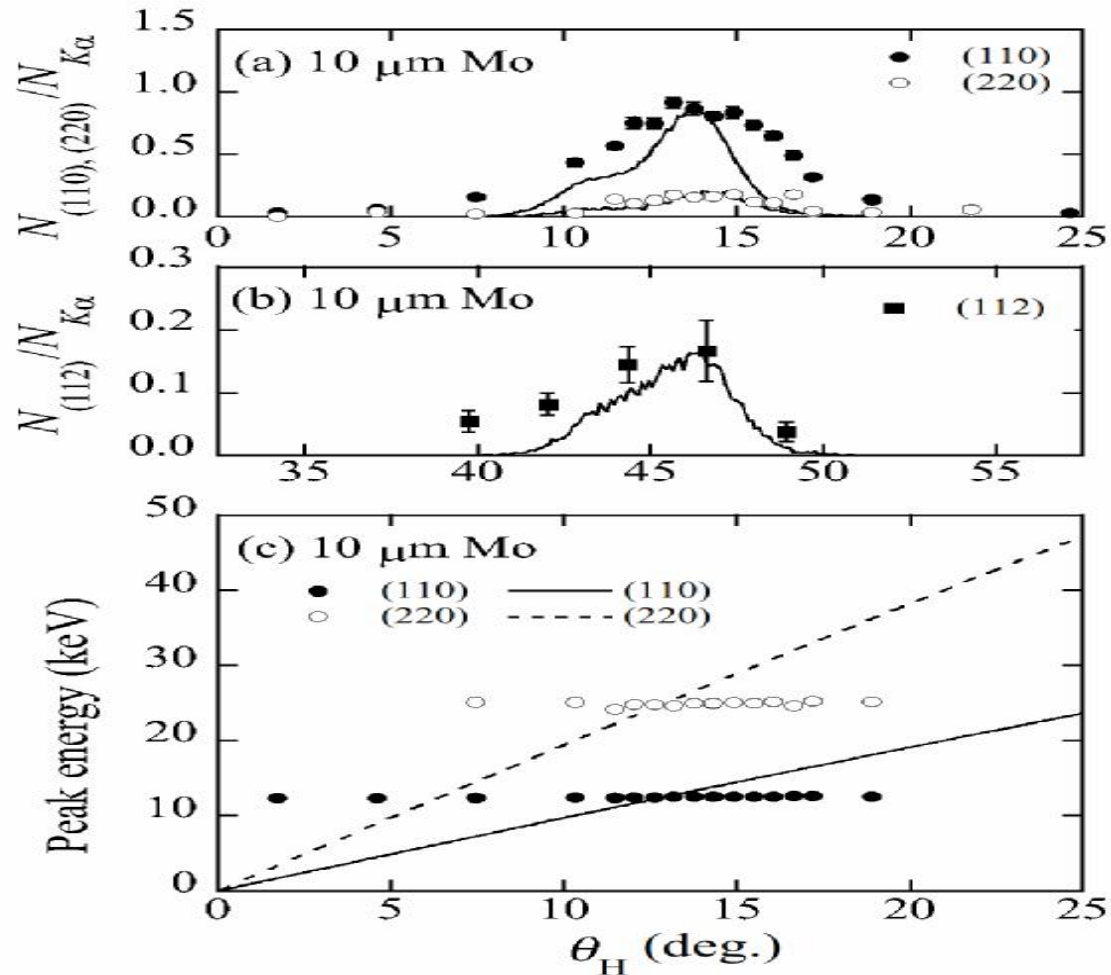 1.5
(a) 10 μm Mo
(110)
(220)
1.0
0.5
0.0
N(110), (220)/N Kα
0 5 10 15 20 25
0.3
(b) 10 μm Mo
(112)
0.2
0.1
0.0
N(112)/N Kα
35 40 45 50 55
50
(c) 10 μm Mo
(110) (110)
(220) (220)
40
30
20
10
0
Peak energy (keV)
0 5 10 15 20 25
θH (deg.)